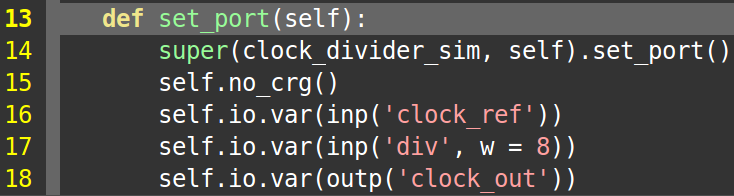 13 def set_port(self):
14 super(clock_divider_sim, self).set_port()
15 self.no_crg()
16 self.io.var(inp('clock_ref'))
17 self.io.var(inp('div', w = 8))
18 self.io.var(outp('clock_out'))